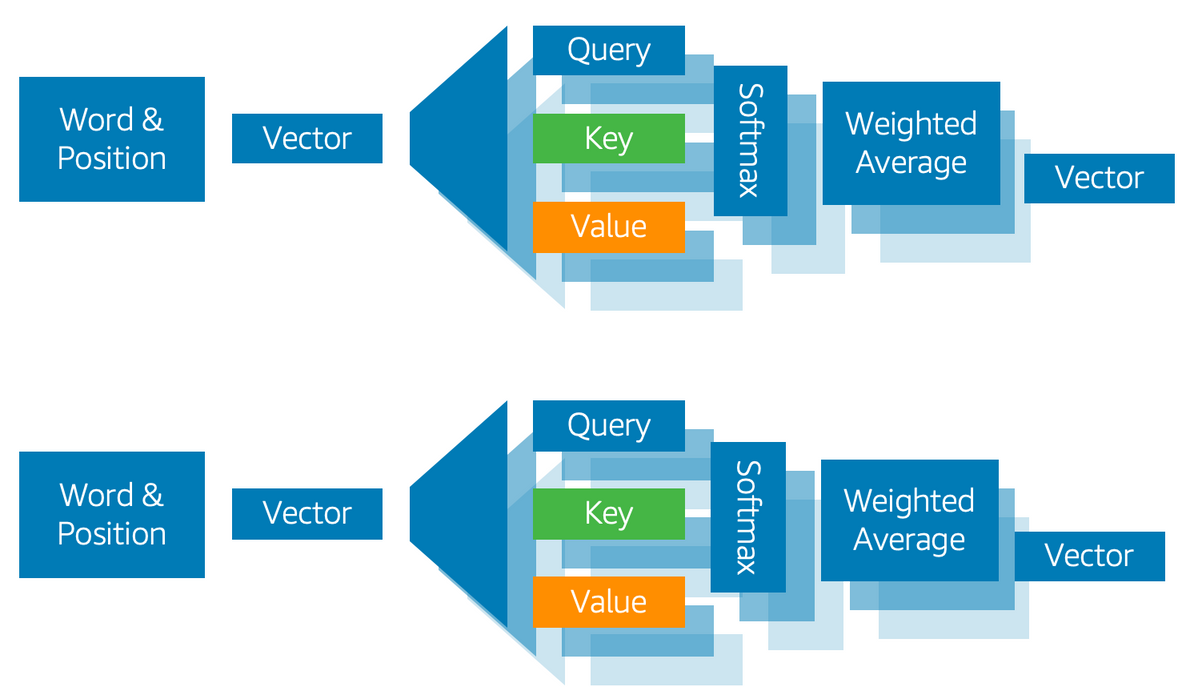 Word &
Position
Vector
Query
Key
Value
Softmax
Weighted
Average
Vector
Word &
Position
Vector
Query
Key
Value
Softmax
Weighted
Average
Vector